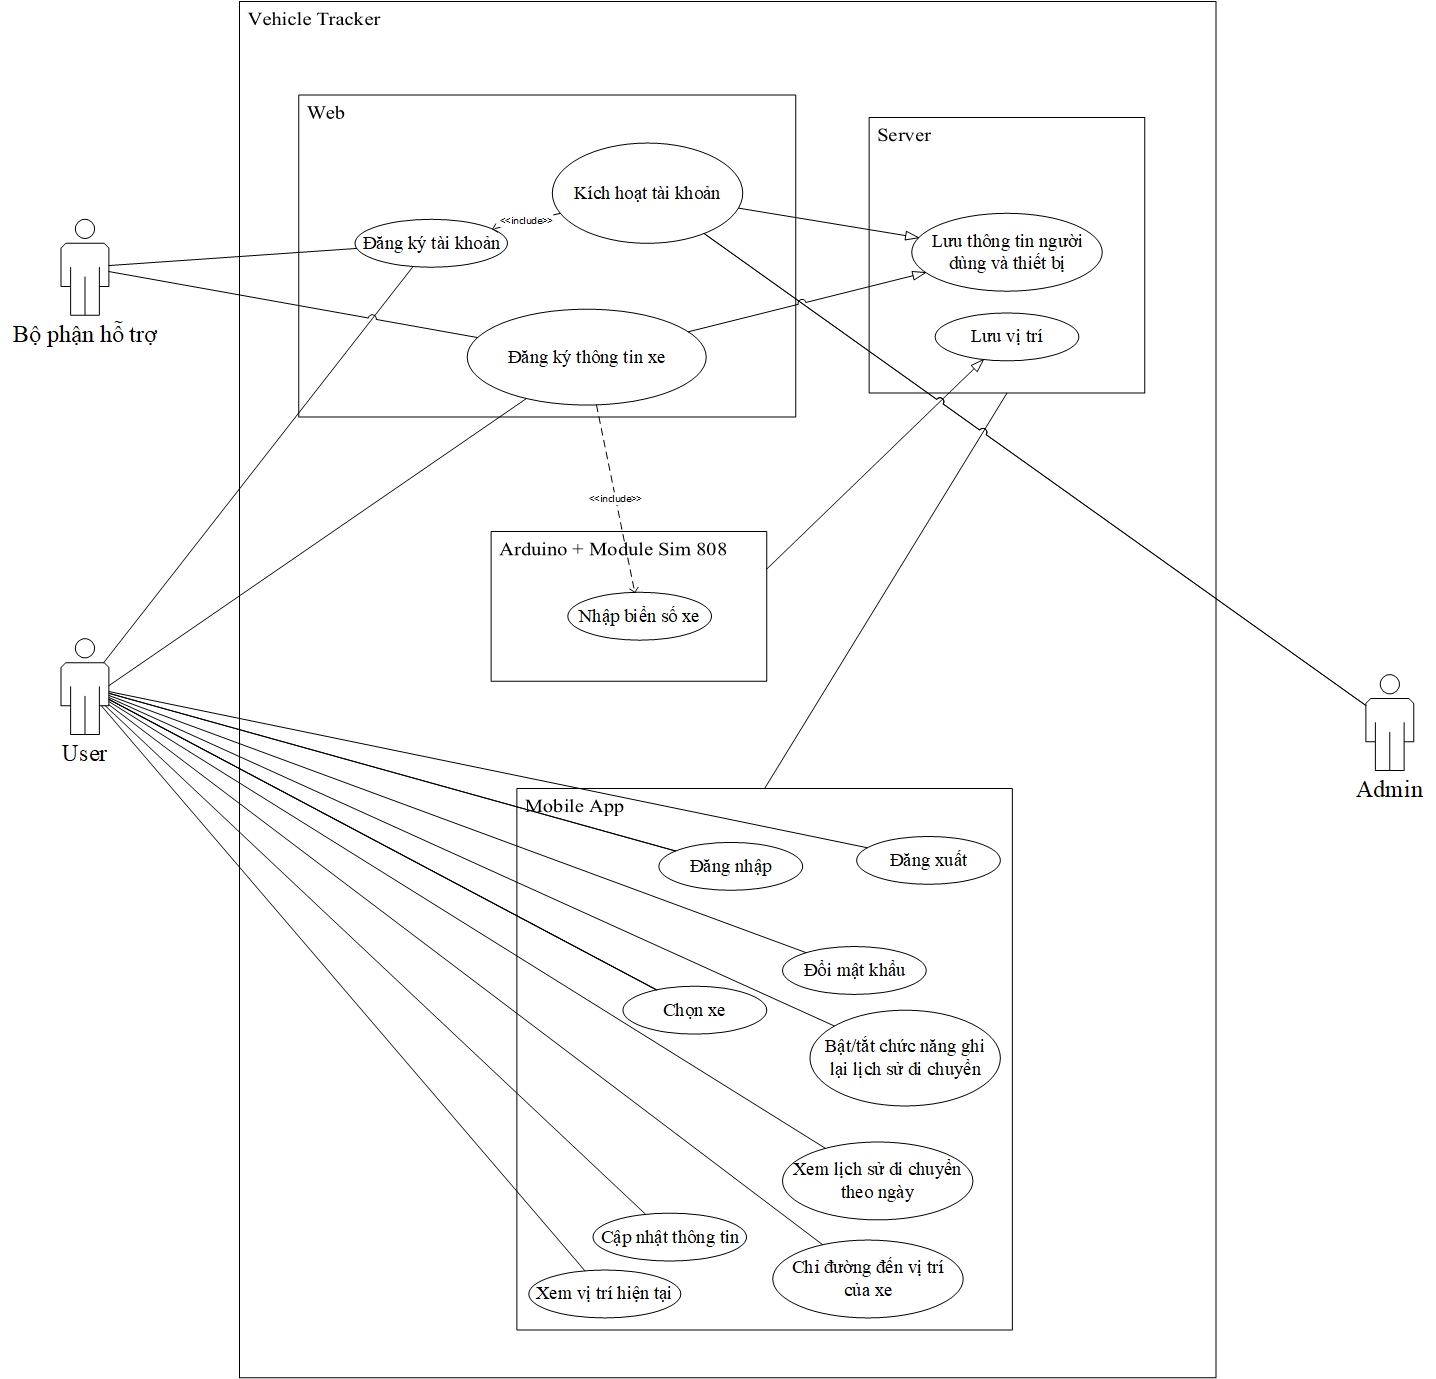 Vehicle Tracker
Web
Server
Kích hoạt tài khoản
<<include>>
Đăng ký tài khoản
Lưu thông tin người
dùng và thiết bị
Bộ phận hỗ trợ
Lưu vị trí
Đăng ký thông tin xe
<<include>>
Arduino + Module Sim 808
Nhập biển số xe
User
Admin
Mobile App
Đăng nhập
Đăng xuất
Đổi mật khẩu
Chọn xe
Bật/tắt chức năng ghi
lại lịch sử di chuyển
Xem lịch sử di chuyển
theo ngày
Cập nhật thông tin
Chỉ đường đến vị trí
của xe
Xem vị trí hiện tại